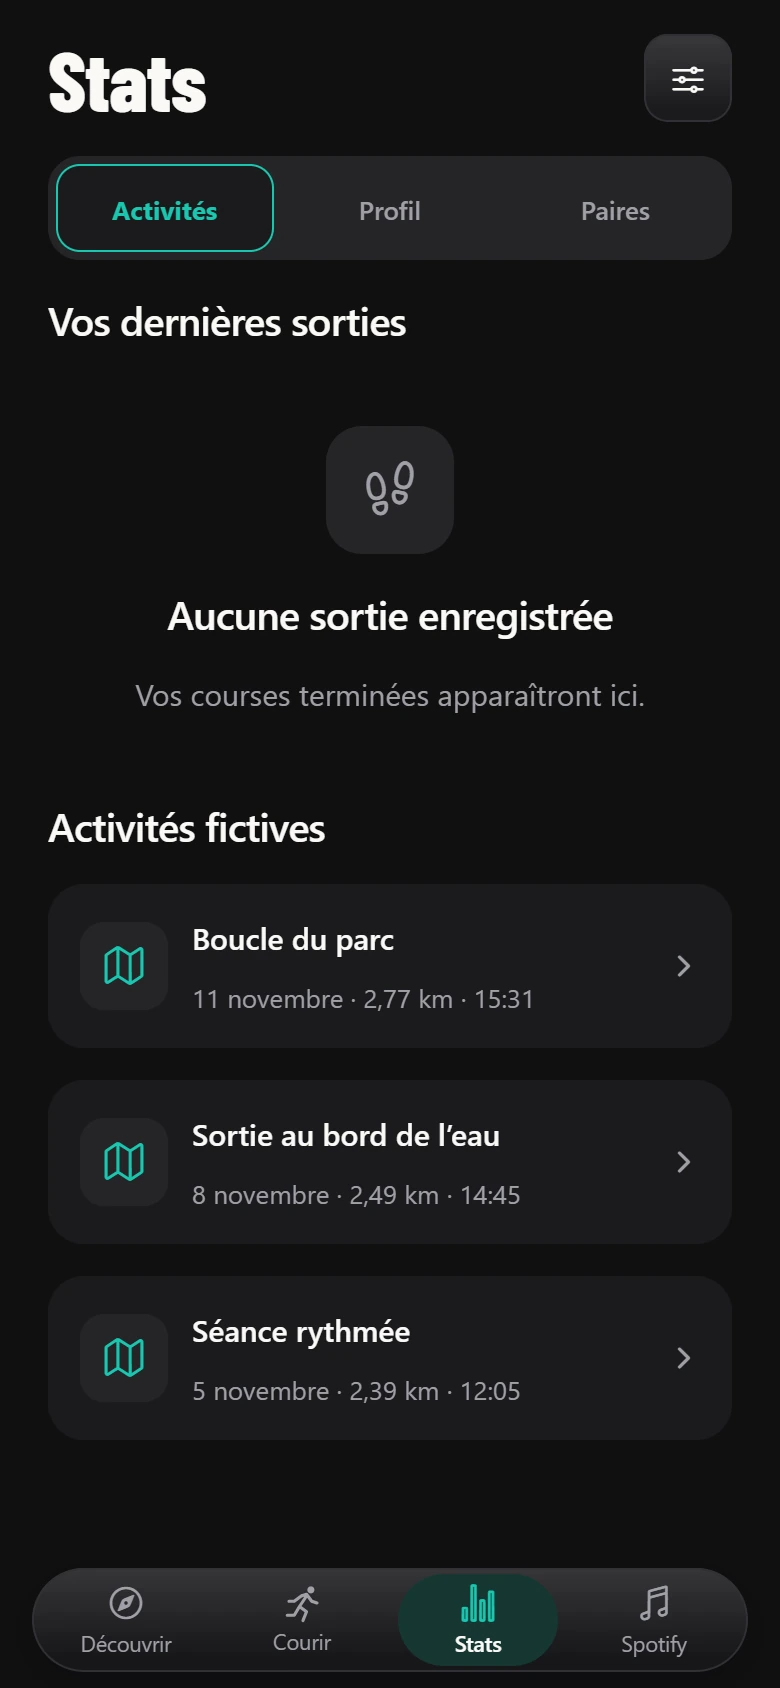 Stats
Activités
Profil
Paires
Vos dernières sorties
Aucune sortie enregistrée
Vos courses terminées apparaîtront ici.
Activités fictives
Boucle du parc
11 novembre · 2,77 km · 15:31
Sortie au bord de l’eau
8 novembre · 2,49 km · 14:45
Séance rythmée
5 novembre · 2,39 km · 12:05
Découvrir
Courir
Stats
Spotify